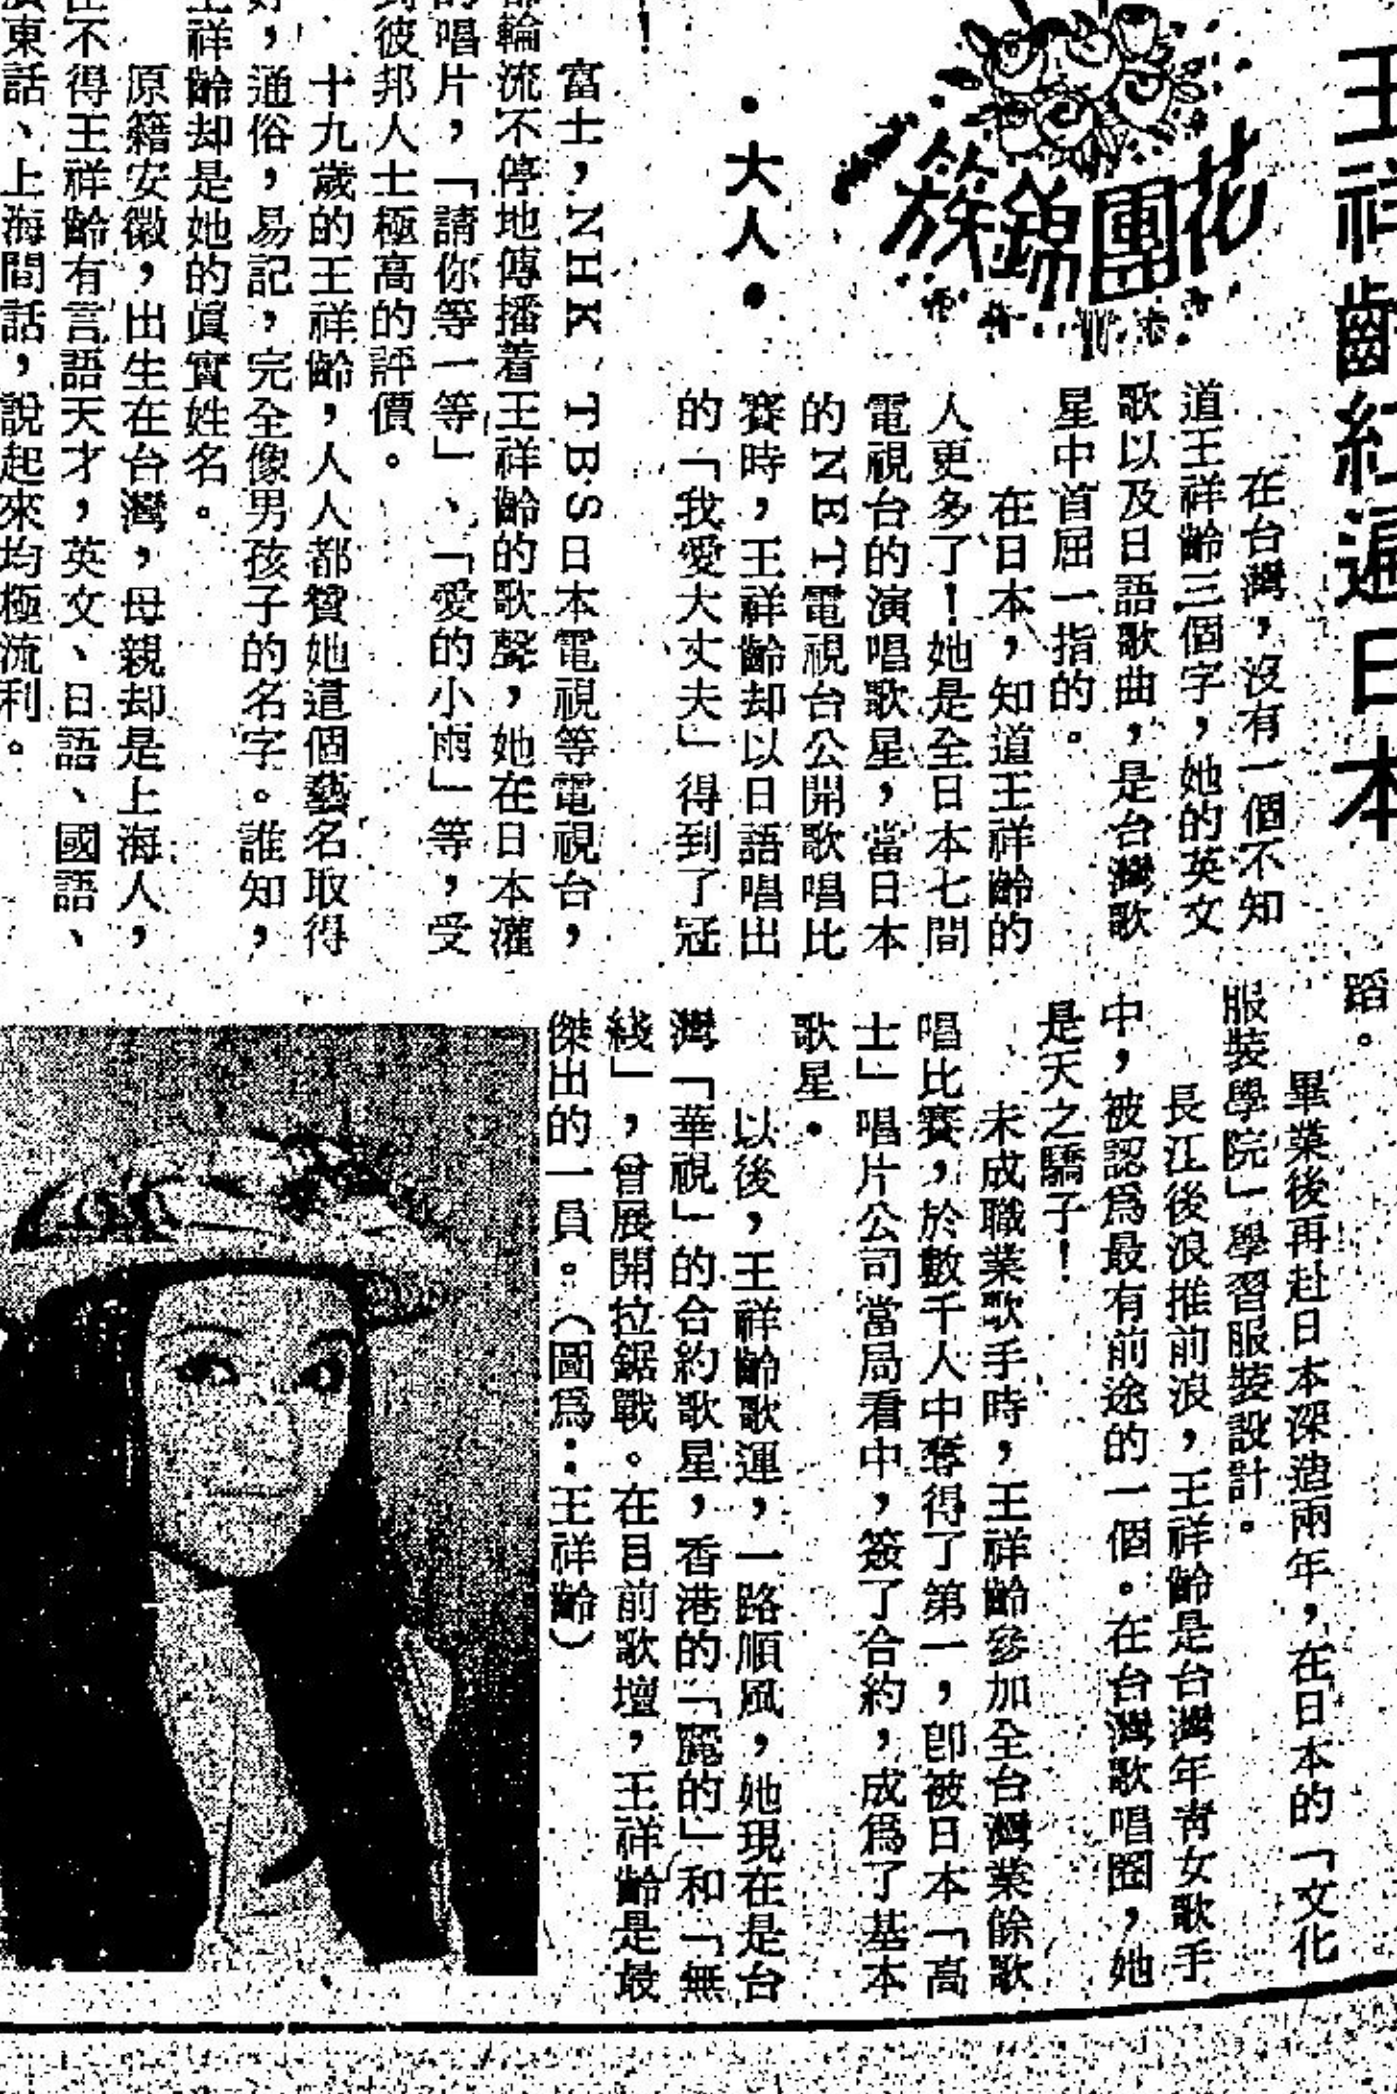 王祥齡紅遍日本
花團錦簇
•大人•
在台灣，沒有一個不知
道王祥齡三個字，她的英文
歌以及日語歌曲，是台灣歌
星中首屈一指的。
在日本，知道王祥齡的
人更多了！她是全日本七間
電視台的演唱歌星，當日本
的NET電視台公開歌唱比
賽時，王祥齡却以日語唱出
的「我愛大丈夫」得到了冠
！
富士，NHK TBS日本電視等電視台，
輪流不停地傳播着王祥齡的歌聲，她在日本灌
的唱片，「請你等一等」、「愛的小雨」等，受
到彼邦人士極高的評價。
十九歲的王祥齡，人人都贊她這個藝名取得
好，通俗，易記，完全像男孩子的名字。誰知，
王祥齡却是她的眞實姓名。
原籍安徽，出生在台灣，母親却是上海人，
不得王祥齡有言語天才，英文、日語、國語、
廣東話、上海閒話，說起來均極流利。
蹈。
畢業後再赴日本深造兩年，在日本的「文化
服裝學院」學習服裝設計。
長江後浪推前浪，王祥齡是台灣年青女歌手
中，被認爲最有前途的一個。在台灣歌唱圈，她
是天之驕子！
未成職業歌手時，王祥齡參加全台灣業餘歌
唱比賽，於數千人中奪得了第一，卽被日本「高
士」唱片公司當局看中，簽了合約，成爲了基本
歌星•
以後，王祥齡歌運，一路順風，她現在是台
灣「華視」的合約歌星，香港的「麗的」和「無
綫」，曾展開拉鋸戰。在目前歌壇，王祥齡是最
傑出的一員。（圖爲：王祥齡）